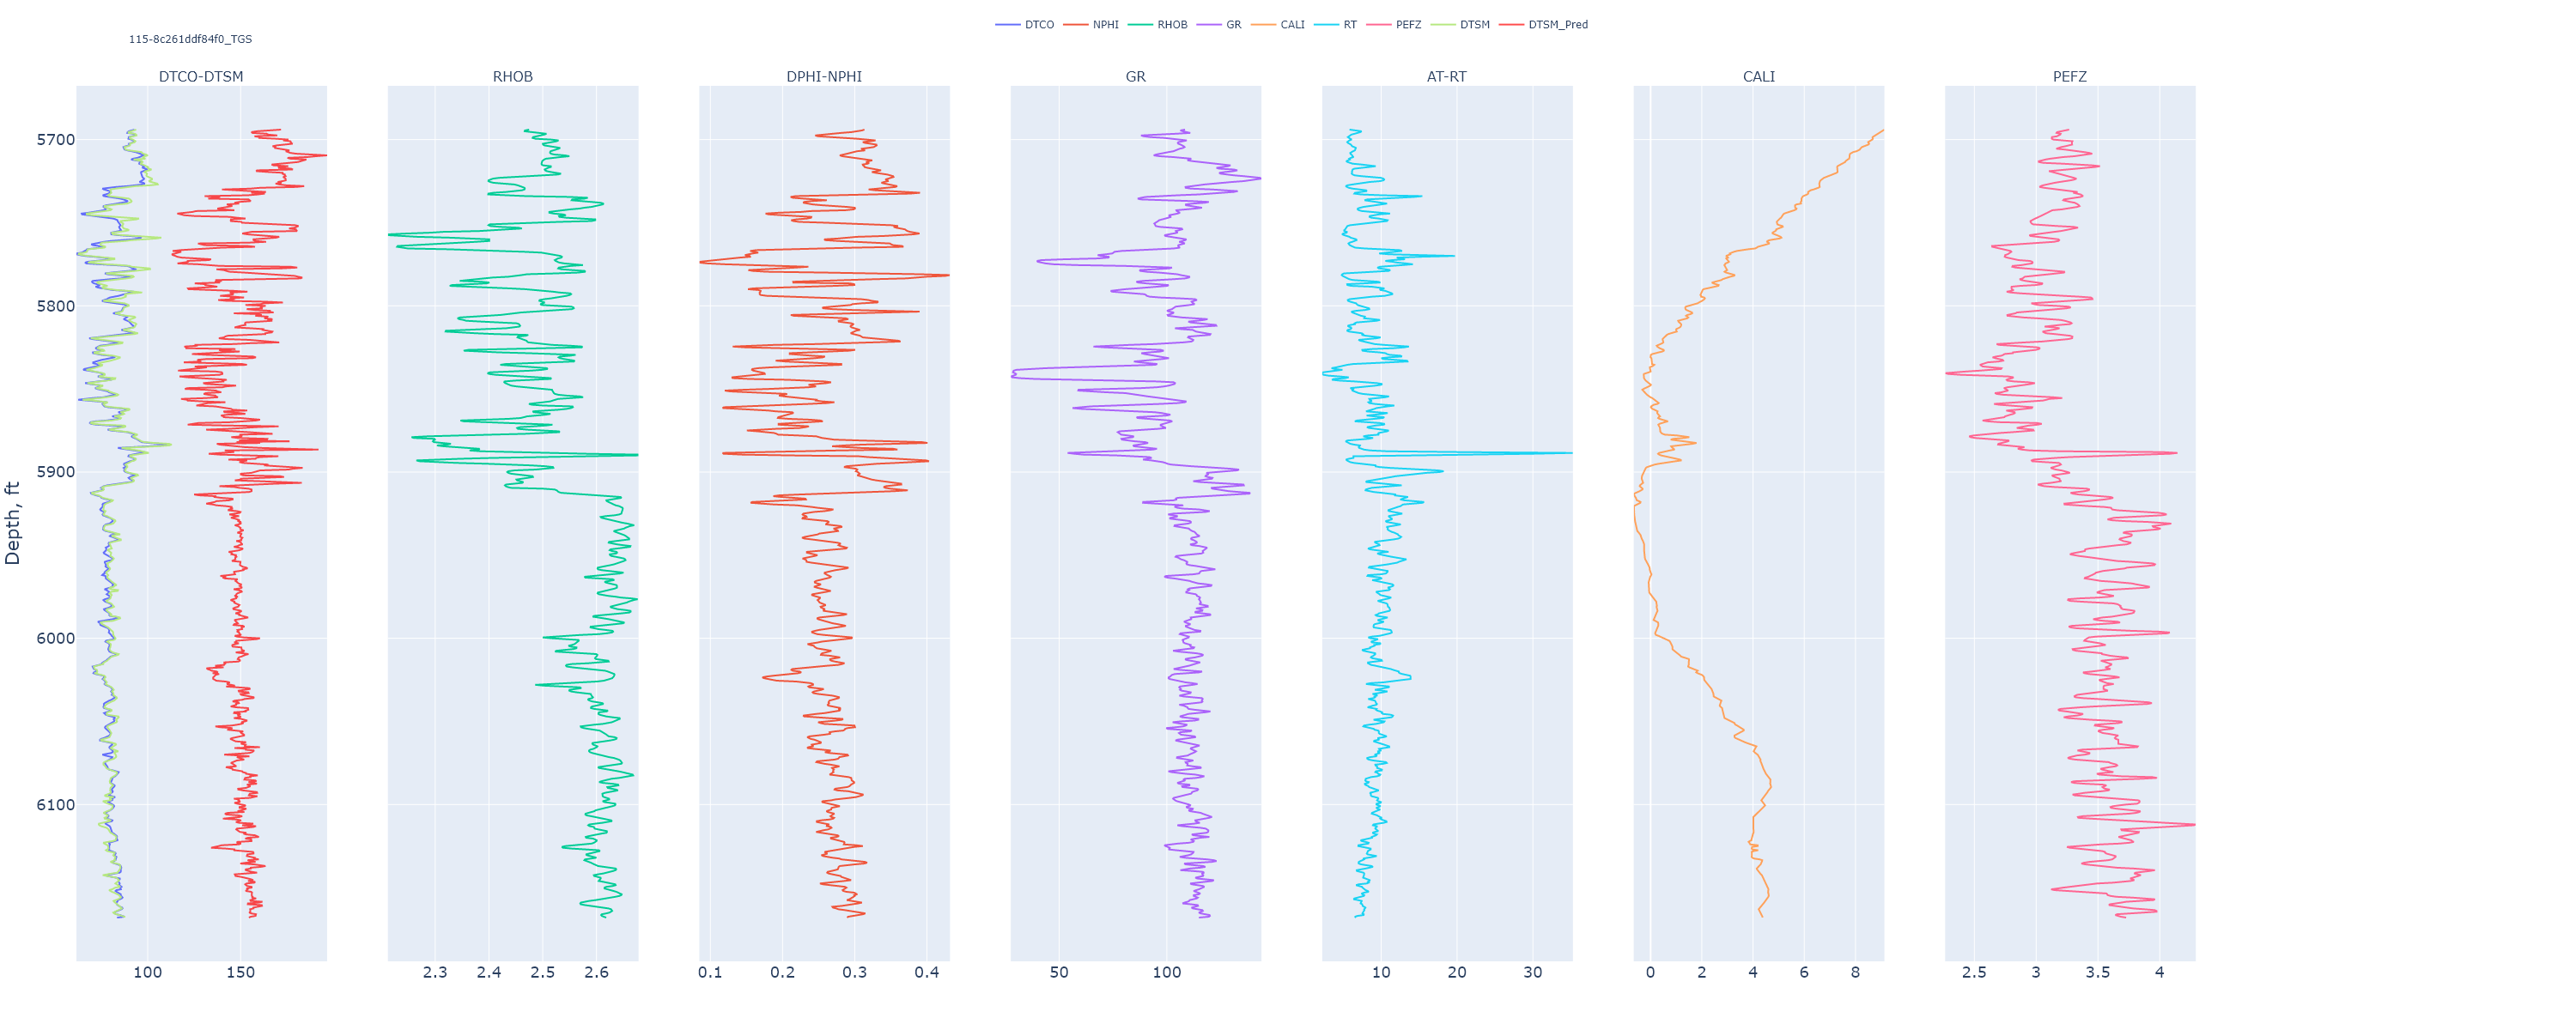 DTCO NPHI RHOB GR CALI RT PEFZ DTSM DTSM_Pred
115-8c261ddf84f0_TGS
DTCO-DTSM RHOB DPHI-NPHI GR AT-RT CALI PEFZ
5700
5800
5900
6000
6100
Depth, ft
100 150 2.3 2.4 2.5 2.6 0.1 0.2 0.3 0.4 50 100 10 20 30 0 2 4 6 8 2.5 3 3.5 4